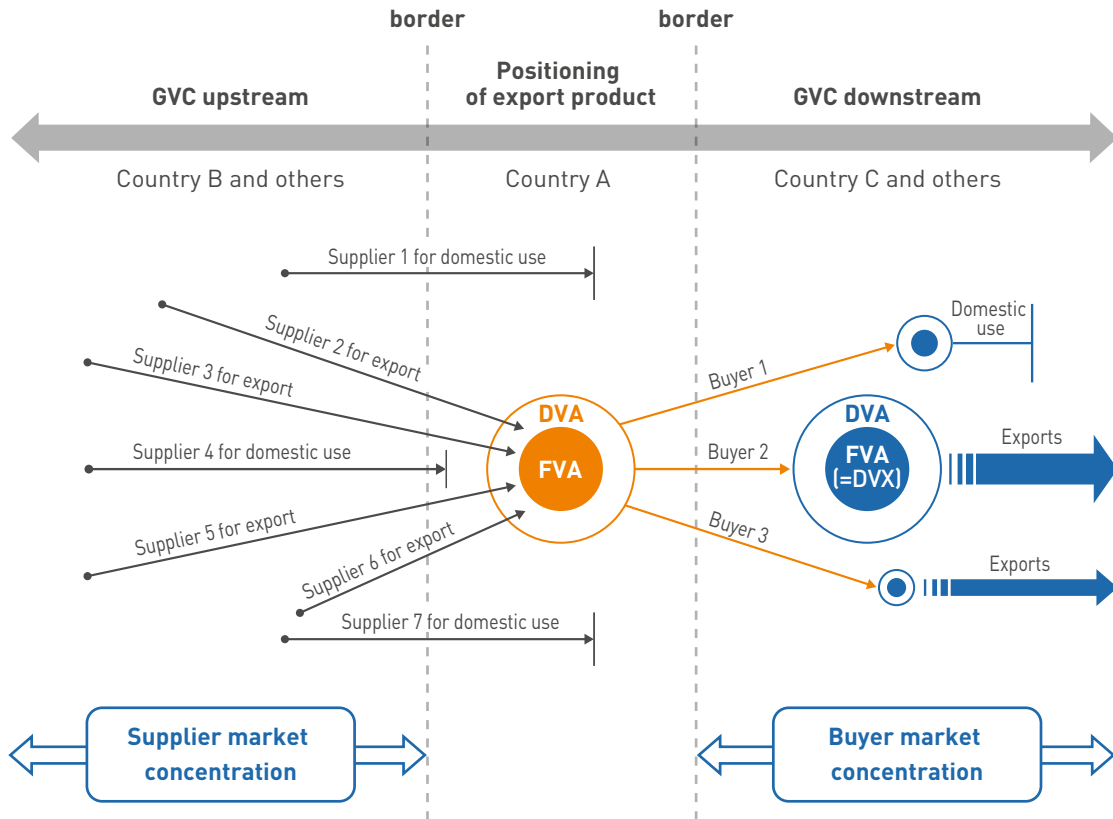 border
border
Positioning
of export product
GVC upstream
GVC downstream
Country B and others
Country A
Country C and others
Supplier 1 for domestic use
Supplier 2 for export
Supplier 3 for export
Supplier 4 for domestic use
Supplier 5 for export
Supplier 6 for export
Supplier 7 for domestic use
DVA
FVA
Buyer 1
Buyer 2
Buyer 3
Domestic
use
DVA
FVA
(=DVX)
Exports
Exports
Supplier market
concentration
Buyer market
concentration